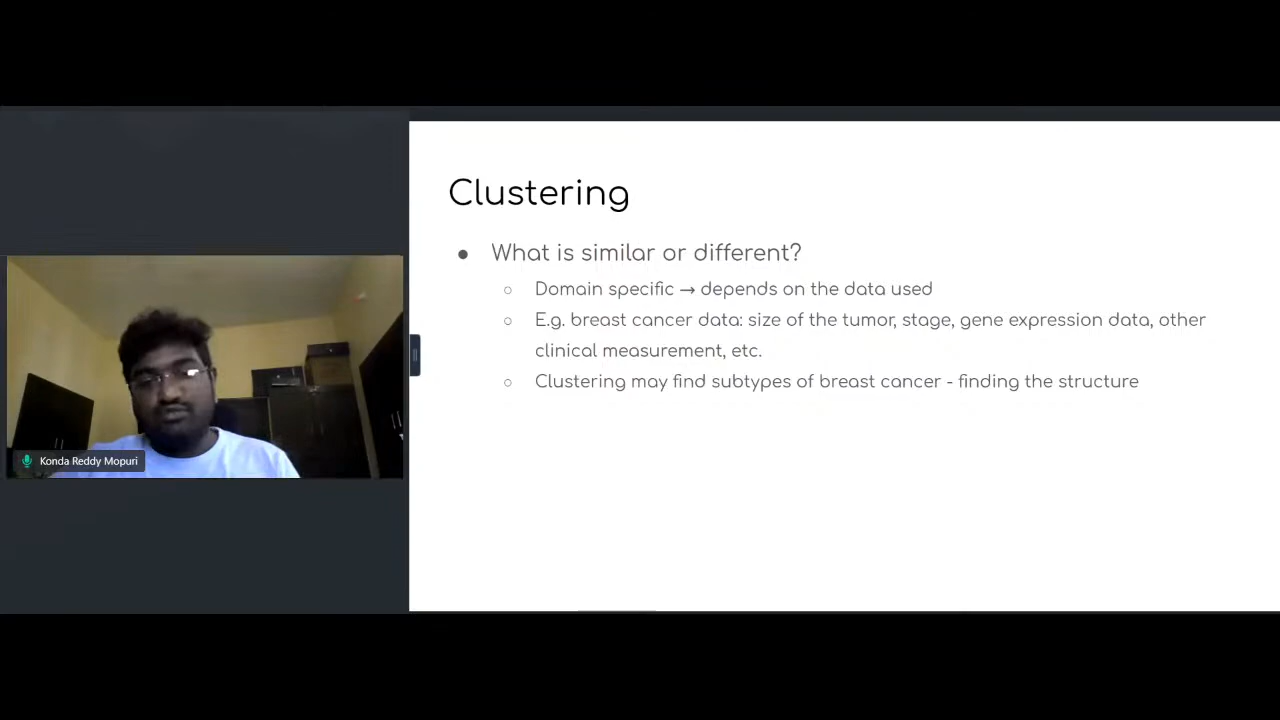 Clustering
● What is similar or different?
○ Domain specific → depends on the data used
○ E.g. breast cancer data: size of the tumor, stage, gene expression data, other
clinical measurement, etc.
○ Clustering may find subtypes of breast cancer - finding the structure
Konda Reddy Mopuri